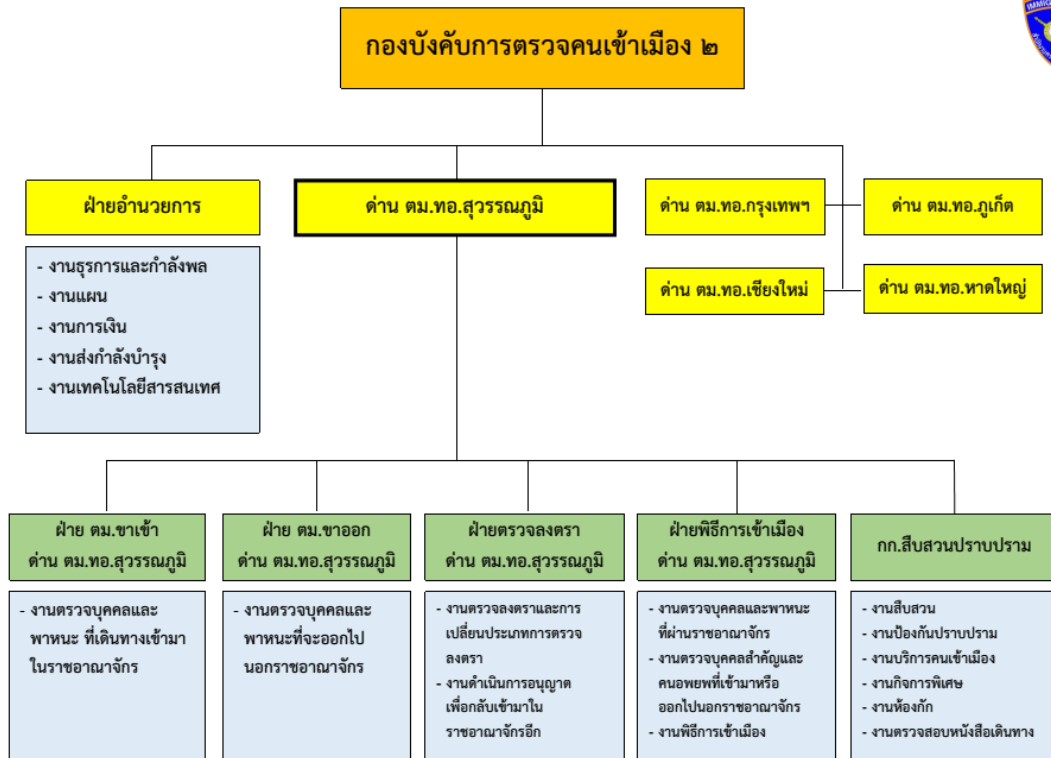 IMMIG
กองบังคับการตรวจคนเข้าเมือง ๒
ฝ่ายอำนวยการ
- งานธุรการและกำลังพล
- งานแผน
- งานการเงิน
- งานส่งกำลังบำรุง
- งานเทคโนโลยีสารสนเทศ
ด่าน ตม.ทอ.สุวรรณภูมิ
ด่าน ตม.ทอ.กรุงเทพฯ
ด่าน ตม.ทอ.ภูเก็ต
ด่าน ตม.ทอ.เชียงใหม่
ด่าน ตม.ทอ.หาดใหญ่
ฝ่าย ตม.ขาเข้า
ด่าน ตม.ทอ.สุวรรณภูมิ
- งานตรวจบุคคลและ
พาหนะ ที่เดินทางเข้ามา
ในราชอาณาจักร
ฝ่าย ตม.ขาออก
ด่าน ตม.ทอ.สุวรรณภูมิ
- งานตรวจบุคคลและ
พาหนะที่จะออกไป
นอกราชอาณาจักร
ฝ่ายตรวจลงตรา
ด่าน ตม.ทอ.สุวรรณภูมิ
- งานตรวจลงตราและการ
เปลี่ยนประเภทการตรวจ
ลงตรา
- งานดำเนินการอนุญาต
เพื่อกลับเข้ามาใน
ราชอาณาจักรอีก
ฝ่ายพิธีการเข้าเมือง
ด่าน ตม.ทอ.สุวรรณภูมิ
- งานตรวจบุคคลและพาหนะ
ที่ผ่านราชอาณาจักร
- งานตรวจบุคคลสำคัญและ
คนอพยพที่เข้ามาหรือ
ออกไปนอกราชอาณาจักร
- งานพิธีการเข้าเมือง
กก.สืบสวนปราบปราม
- งานสืบสวน
- งานป้องกันปราบปราม
- งานบริการคนเข้าเมือง
- งานกิจการพิเศษ
- งานห้องกัก
- งานตรวจสอบหนังสือเดินทาง